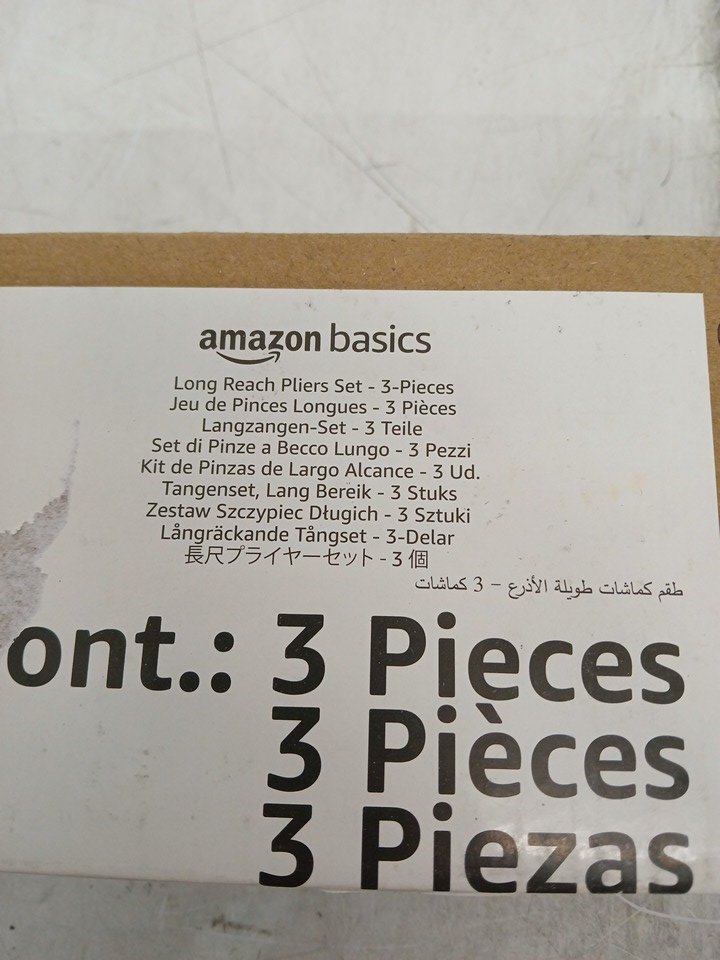 amazon basics
Long Reach Pliers Set - 3-Pieces
Jeu de Pinces Longues - 3 Pièces
Langzangen-Set - 3 Teile
Set di Pinze a Becco Lungo - 3 Pezzi
Kit de Pinzas de Largo Alcance - 3 Ud.
Tangenset, Lang Bereik - 3 Stuks
Zestaw Szczypiec Długich - 3 Sztuki
Långräckande Tångset - 3-Delar
長尺プライヤーセット - 3 個
طقم كماشات طويلة الأذرع - 3 كماشات
ont.: 3 Pieces
3 Pièces
3 Piezas